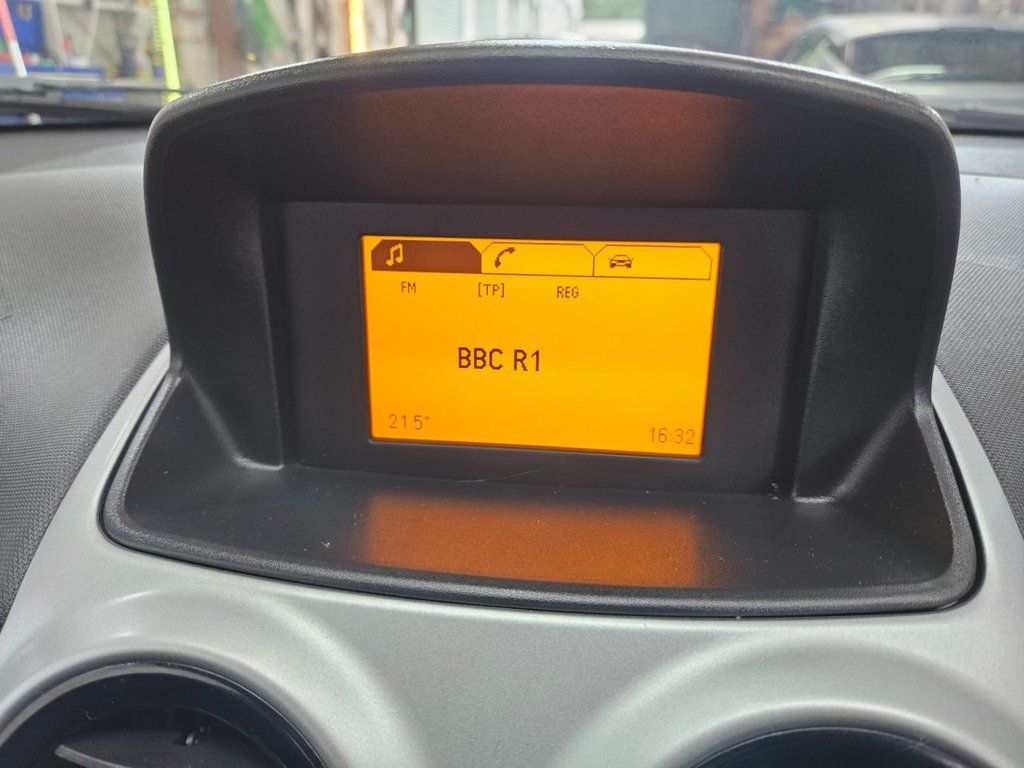 FM [TP] REG
BBC R1
21.5° 16:32